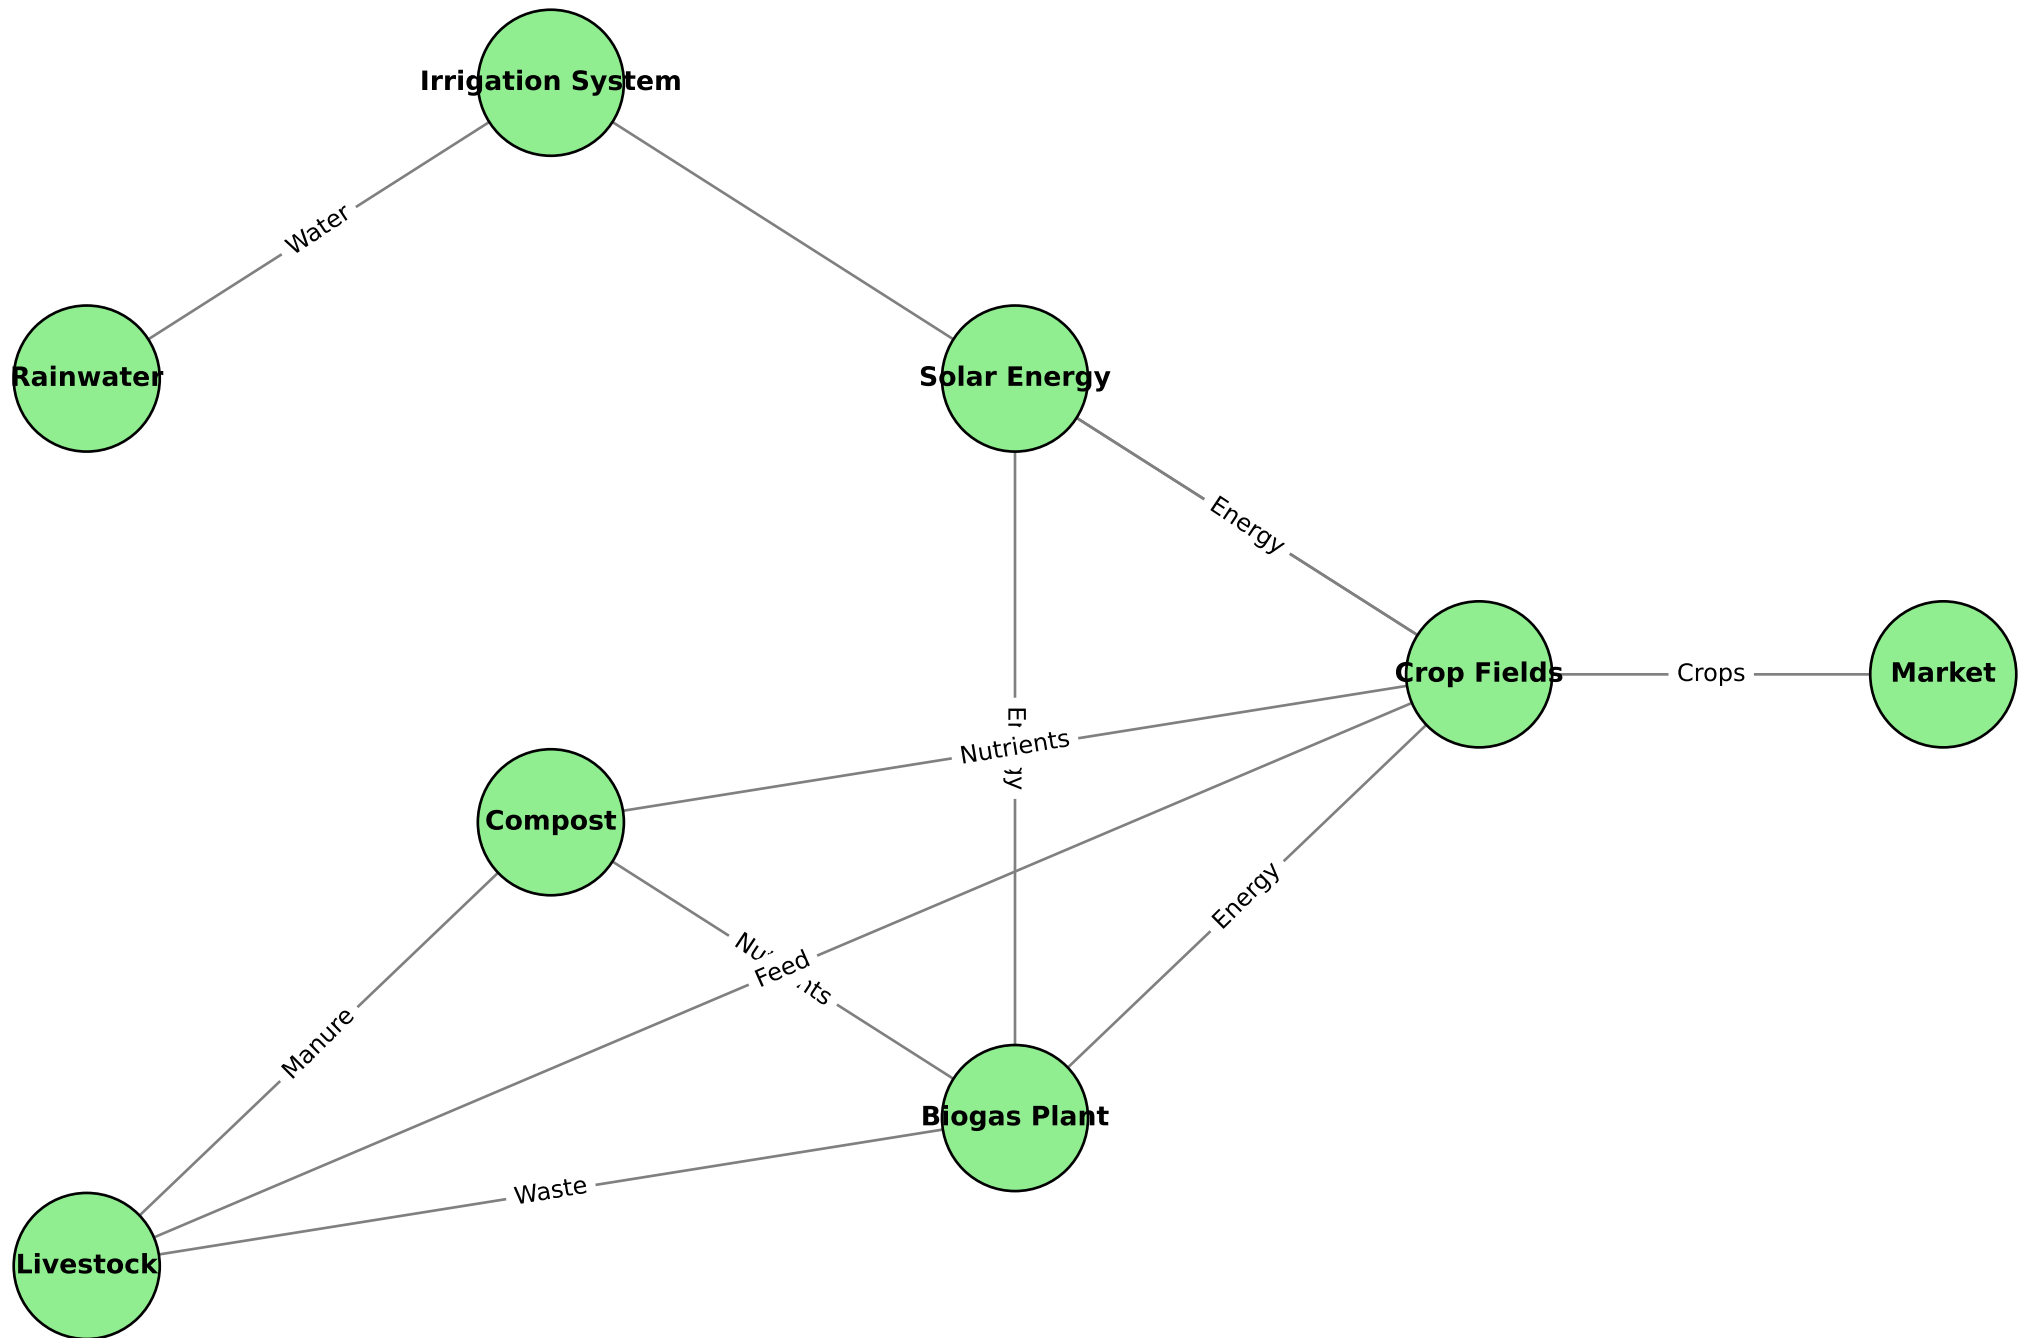 Irrigation System
Water
Rainwater
Solar Energy
Energy
Crop Fields
Crops
Market
Nutrients
Compost
Feed
Energy
Manure
Biogas Plant
Waste
Livestock